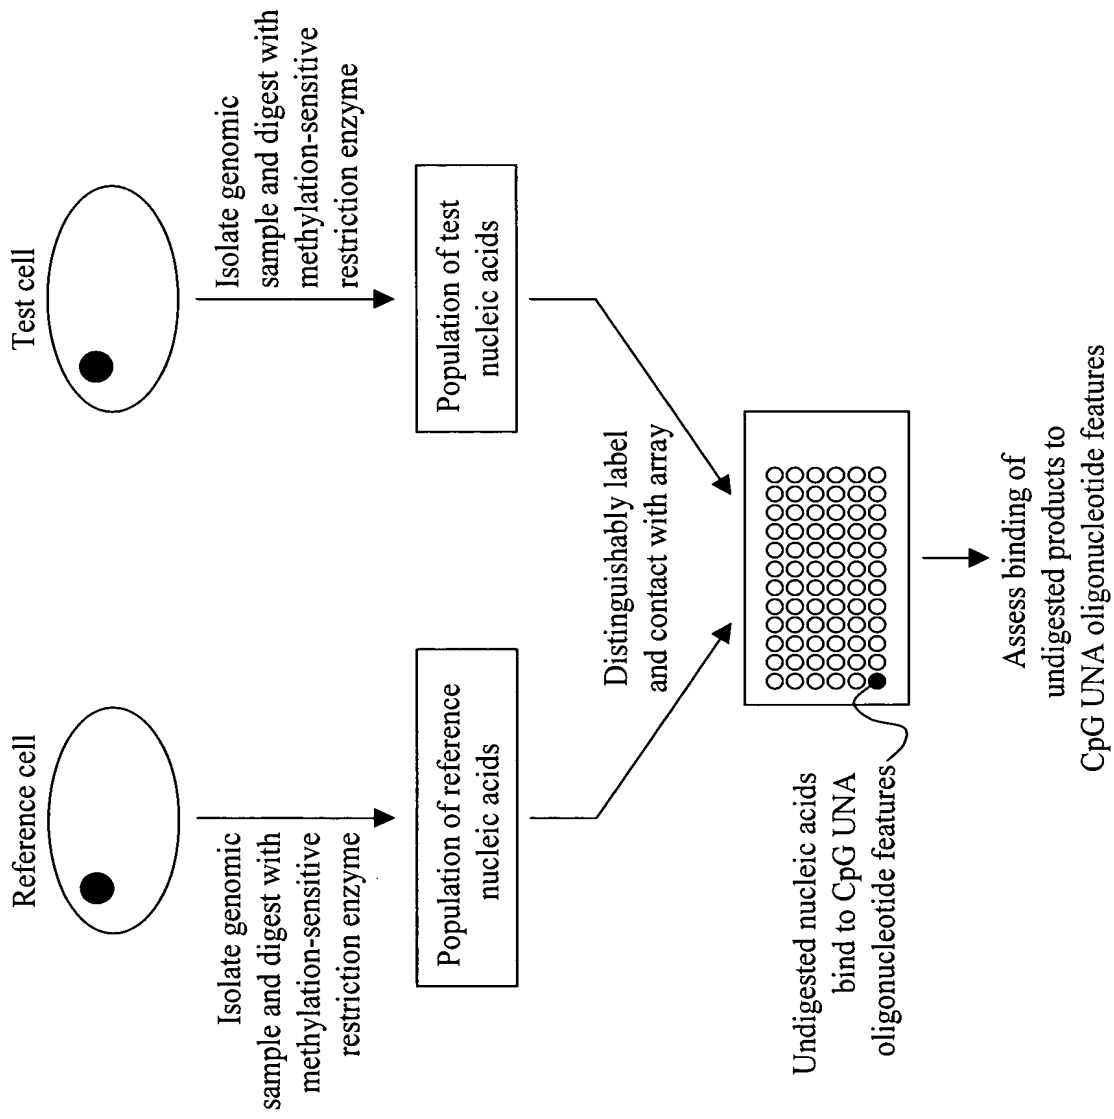 Reference cell
Test cell
Isolate genomic
sample and digest with
methylation-sensitive
restriction enzyme
Isolate genomic
sample and digest with
methylation-sensitive
restriction enzyme
Population of reference
nucleic acids
Population of test
nucleic acids
Distinguishably label
and contact with array
Undigested nucleic acids
bind to CpG UNA
oligonucleotide features
Assess binding of
undigested products to
CpG UNA oligonucleotide features